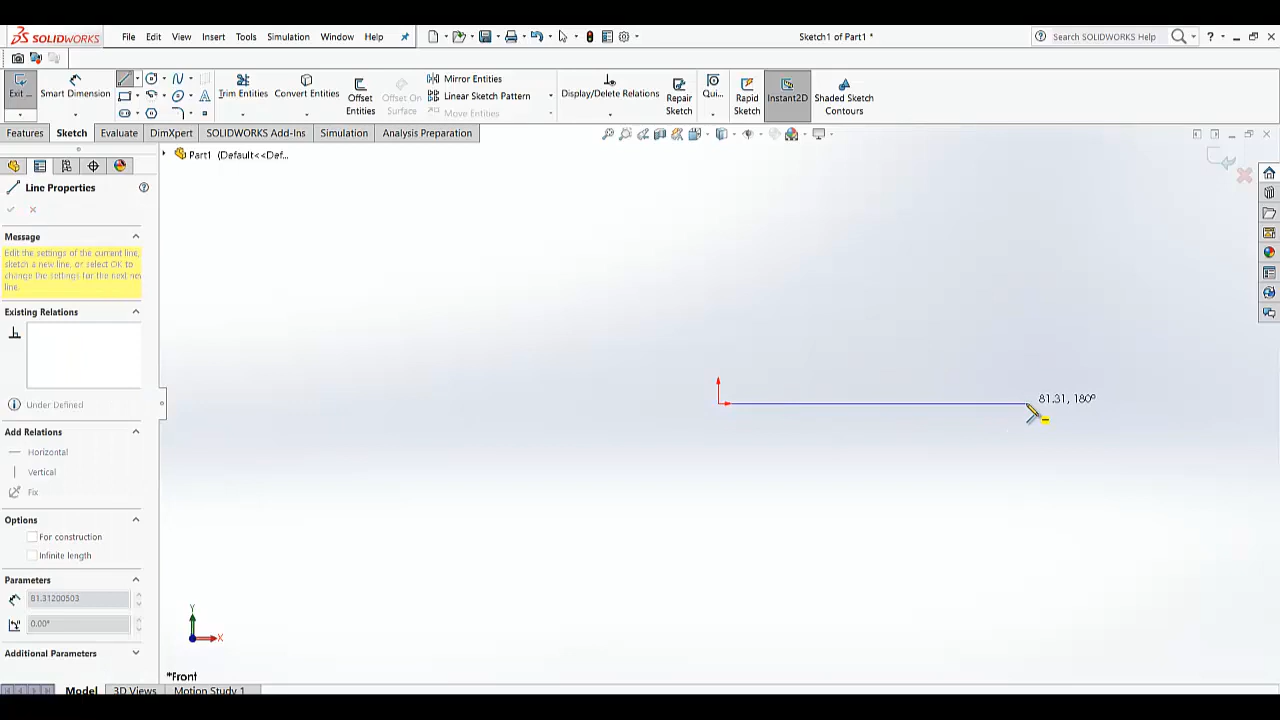 SOLIDWORKS File Edit View Insert Tools Simulation Window Help Sketch1 of Part1 * Search SOLIDWORKS Help
Exit ... Smart Dimension Trim Entities Convert Entities Offset Entities Offset On Surface Mirror Entities Linear Sketch Pattern Move Entities Display/Delete Relations Repair Sketch Qui... Rapid Sketch Instant2D Shaded Sketch Contours
Features Sketch Evaluate DimXpert SOLIDWORKS Add-Ins Simulation Analysis Preparation
Part1 (Default<<Def...
Line Properties
Message
Edit the settings of the current line,
sketch a new line, or select OK to
change the settings for the next new
line.
Existing Relations
81.31, 180°
Under Defined
Add Relations
Horizontal
Vertical
Fix
Options
For construction
Infinite length
Parameters
81.31200503
Y
0.00°
X
Additional Parameters
*Front
Model 3D Views Motion Study 1